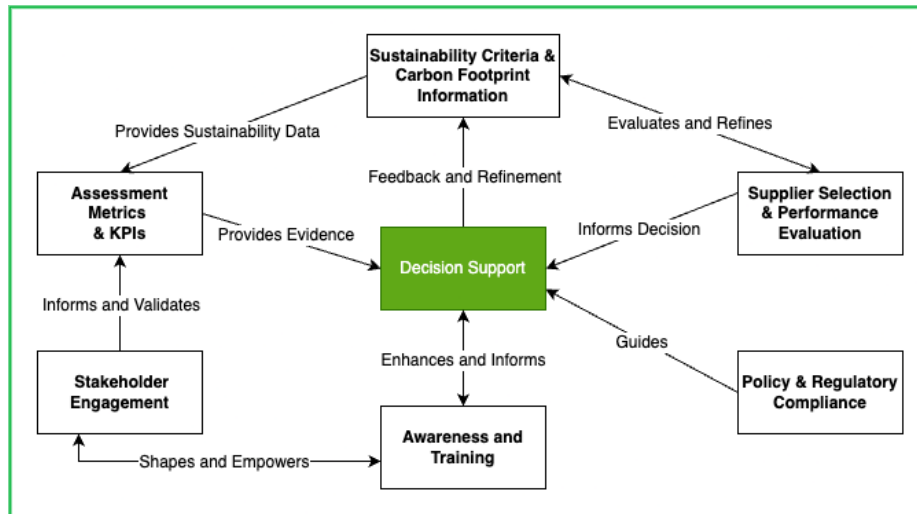 Sustainability Criteria &
Carbon Footprint
Information
Provides Sustainability Data
Evaluates and Refines
Assessment
Metrics
& KPIs
Feedback and Refinement
Supplier Selection
& Performance
Evaluation
Provides Evidence
Informs Decision
Decision Support
Informs and Validates
Guides
Enhances and Informs
Stakeholder
Engagement
Policy & Regulatory
Compliance
Awareness and
Training
Shapes and Empowers